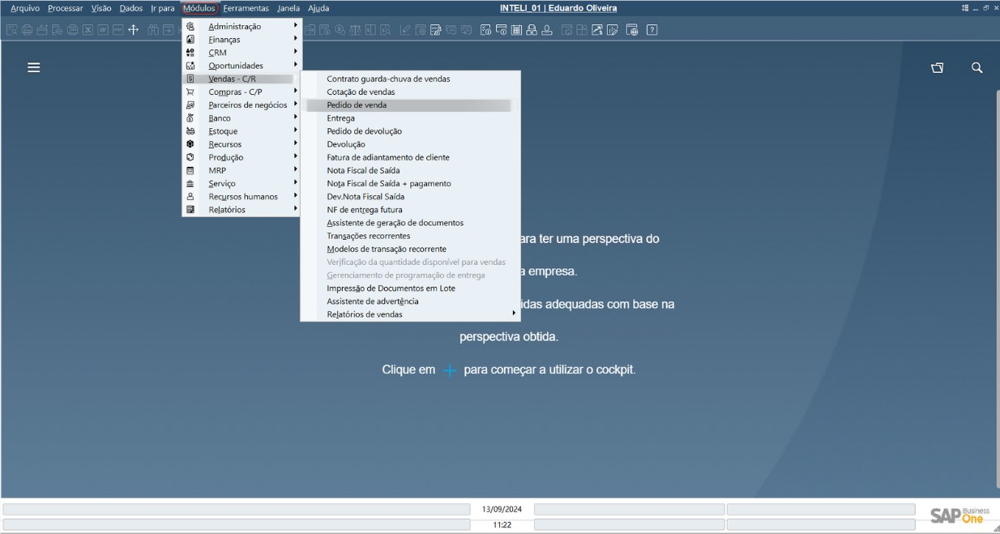 Arquivo Processar Visão Dados Ir para Módulos Ferramentas Janela Ajuda
INTELI_01 | Eduardo Oliveira
Administração
Finanças
CRM
Oportunidades
Vendas - C/R
Compras - C/P
Parceiros de negócios
Banco
Estoque
Recursos
Produção
MRP
Serviço
Recursos humanos
Relatórios
Contrato guarda-chuva de vendas
Cotação de vendas
Pedido de venda
Entrega
Pedido de devolução
Devolução
Fatura de adiantamento de cliente
Nota Fiscal de Saída
Nota Fiscal de Saída + pagamento
Dev.Nota Fiscal Saída
NF de entrega futura
Assistente de geração de documentos
Transações recorrentes
Modelos de transação recorrente
Verificação da quantidade disponível para vendas
Gerenciamento de programação de entrega
Impressão de Documentos em Lote
Assistente de advertência
Relatórios de vendas
ara ter uma perspectiva do
a empresa.
idas adequadas com base na
perspectiva obtida.
Clique em + para começar a utilizar o cockpit.
13/09/2024
11:22
SAP Business One